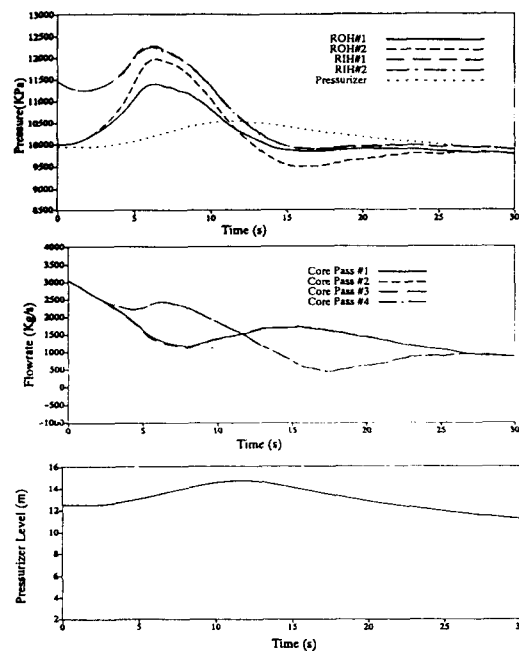 13000
12500
12000
11500
11000
10500
10000
9500
9000
8500
Pressure(KPa)
ROH#1
ROH#2
RIH#1
RIH#2
Pressurizer
0 5 10 15 20 25 30
Time (s)
4000
3500
3000
2500
2000
1500
1000
500
0
-500
-1000
Flowrate (Kg/s)
Core Pass #1
Core Pass #2
Core Pass #3
Core Pass #4
0 5 10 15 20 25 30
Time (s)
16
14
12
10
8
6
4
2
Pressurizer Level (m)
0 5 10 15 20 25 30
Time (s)